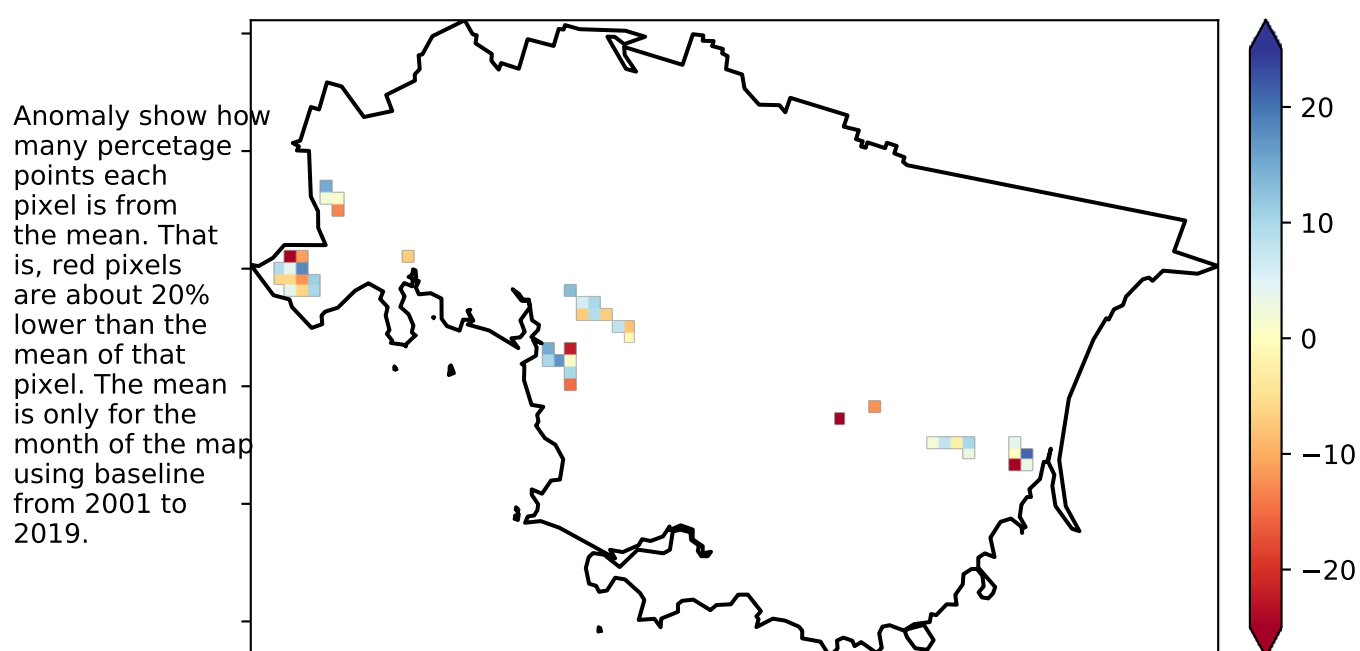 Anomaly show how
many percetage
points each
pixel is from
the mean. That
is, red pixels
are about 20%
lower than the
mean of that
pixel. The mean
is only for the
month of the map
using baseline
from 2001 to
2019.
20
10
0
−10
−20